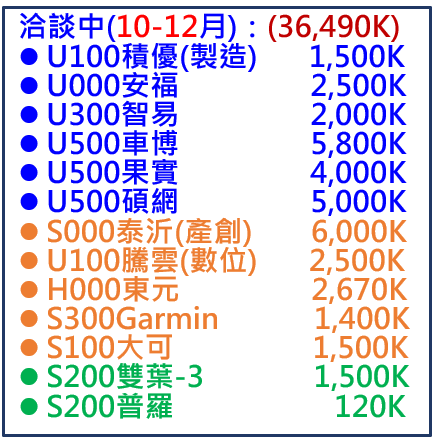 洽談中(10-12月)：(36,490K)
● U100積優(製造) 1,500K
● U000安福 2,500K
● U300智易 2,000K
● U500車博 5,800K
● U500果實 4,000K
● U500碩網 5,000K
● S000泰沂(產創) 6,000K
● U100騰雲(數位) 2,500K
● H000東元 2,670K
● S300Garmin 1,400K
● S100大可 1,500K
● S200雙葉-3 1,500K
● S200普羅 120K